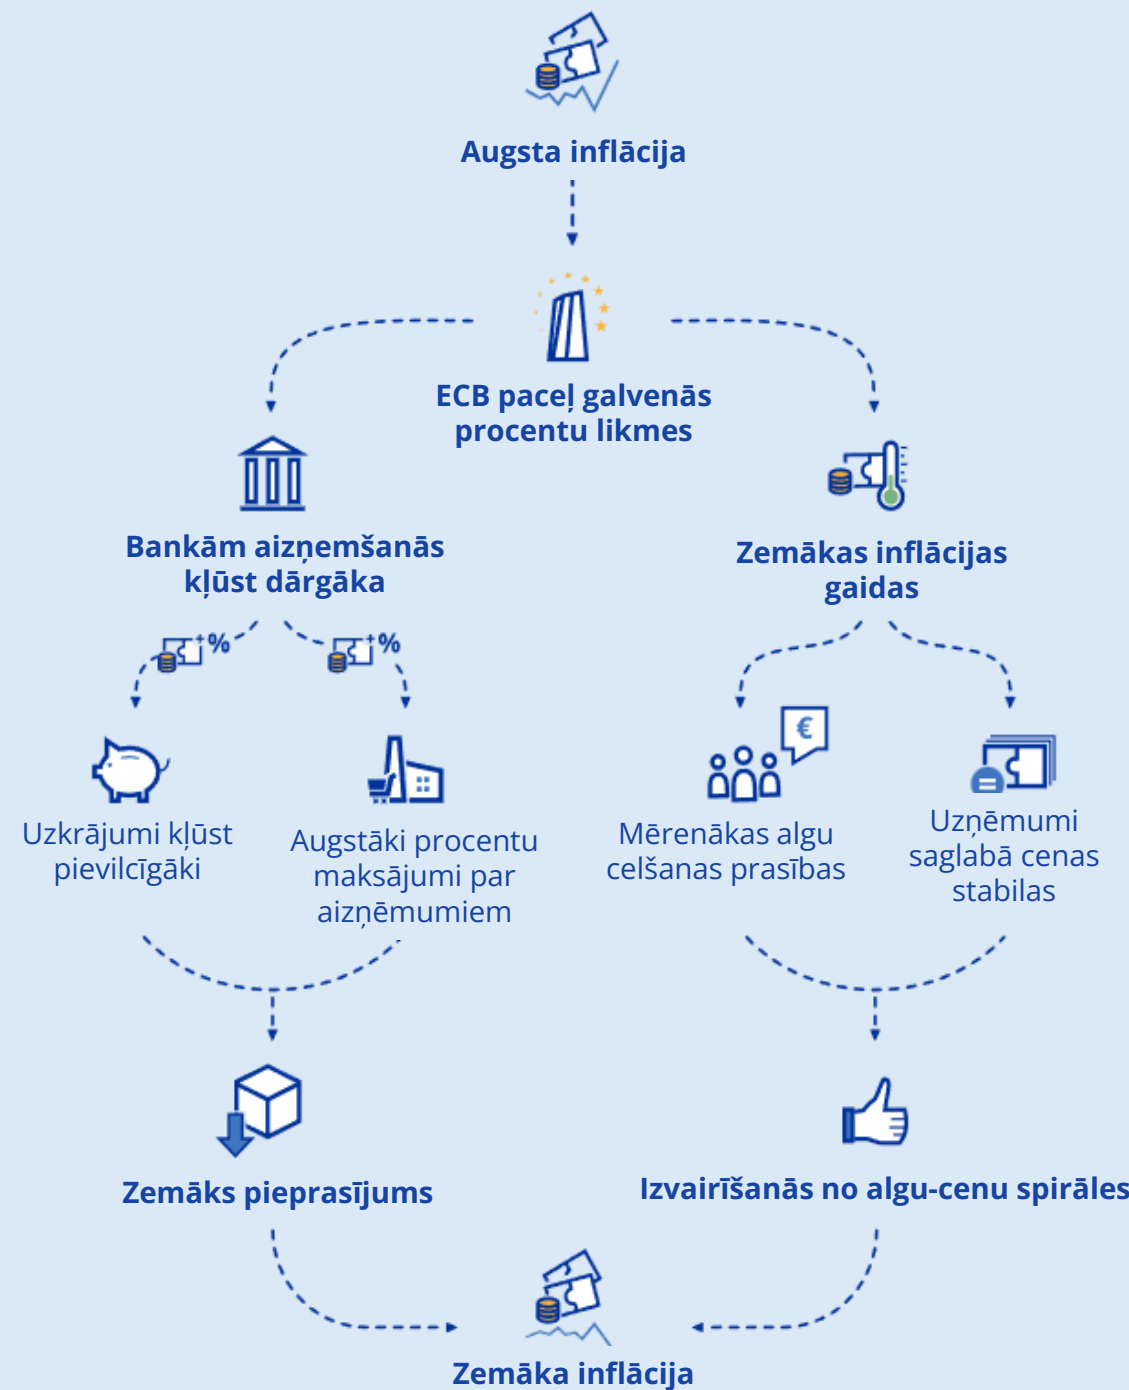 Augsta inflācija
ECB paceļ galvenās
procentu likmes
Bankām aizņemšanās
kļūst dārgāka
Zemākas inflācijas
gaidas
+%
+%
€
=
Uzkrājumi kļūst
pievilcīgāki
Augstāki procentu
maksājumi par
aizņēmumiem
Mērenākas algu
celšanas prasības
Uzņēmumi
saglabā cenas
stabilas
Zemāks pieprasījums
Izvairīšanās no algu-cenu spirāles
Zemāka inflācija